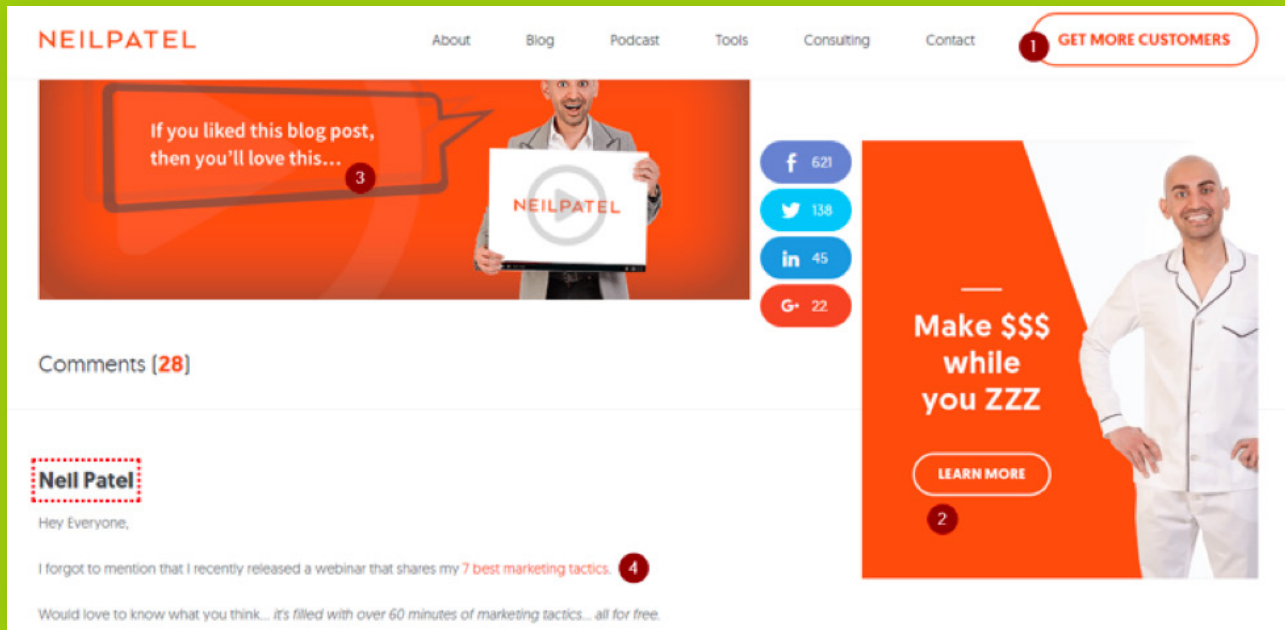 NEILPATEL
About Blog Podcast Tools Consulting Contact 1 GET MORE CUSTOMERS
If you liked this blog post,
then you'll love this...
3
NEILPATEL
f 621
138
in 45
G+ 22
Make $$$
while
you ZZZ
LEARN MORE
2
Comments (28)
Neil Patel
Hey Everyone,
I forgot to mention that I recently released a webinar that shares my 7 best marketing tactics. 4
Would love to know what you think... it's filled with over 60 minutes of marketing tactics... all for free.